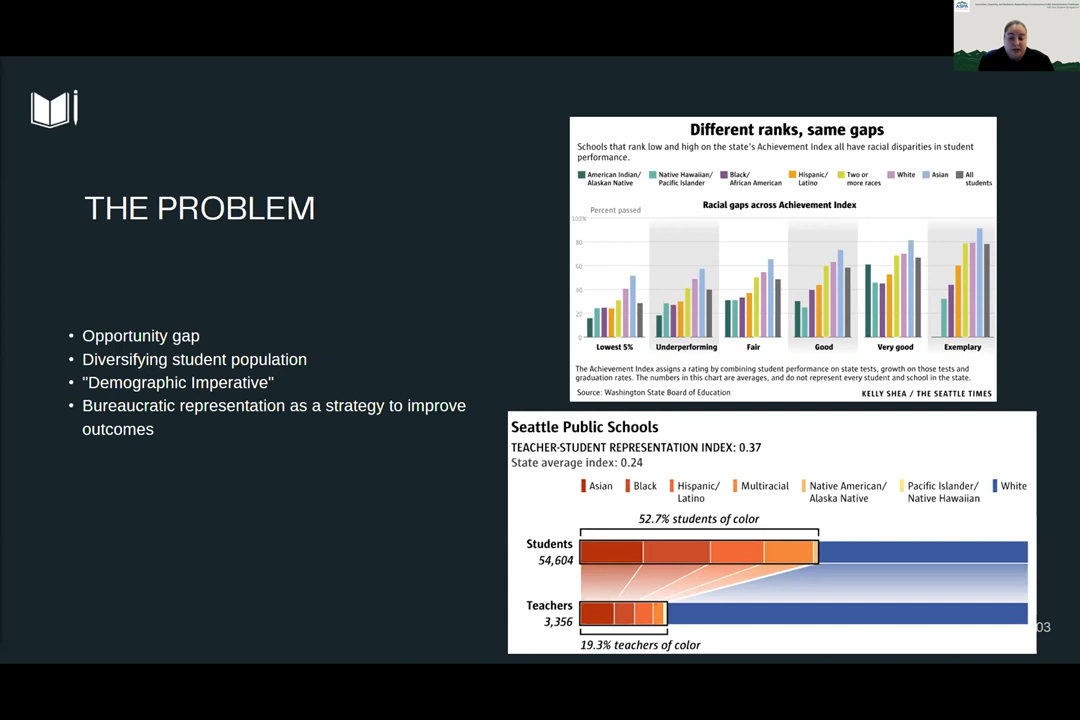 ASPA
THE PROBLEM
• Opportunity gap
• Diversifying student population
• "Demographic Imperative"
• Bureaucratic representation as a strategy to improve
outcomes
Different ranks, same gaps
Schools that rank low and high on the state's Achievement Index all have racial disparities in student
performance.
American Indian/ Native Hawaiian/ Black/ Hispanic/ Two or White Asian All
Alaskan Native Pacific Islander African American Latino more races students
Racial gaps across Achievement Index
Percent passed
100%
80
60
40
20
0
Lowest 5% Underperforming Fair Good Very good Exemplary
The Achievement Index assigns a rating by combining student performance on state tests, growth on those tests and
graduation rates. The numbers in this chart are averages, and do not represent every student and school in the state.
Source: Washington State Board of Education KELLY SHEA / THE SEATTLE TIMES
Seattle Public Schools
TEACHER-STUDENT REPRESENTATION INDEX: 0.37
State average index: 0.24
Asian Black Hispanic/ Multiracial Native American/ Pacific Islander/ White
Latino Alaska Native Native Hawaiian
52.7% students of color
Students
54,604
Teachers
3,356
19.3% teachers of color
03